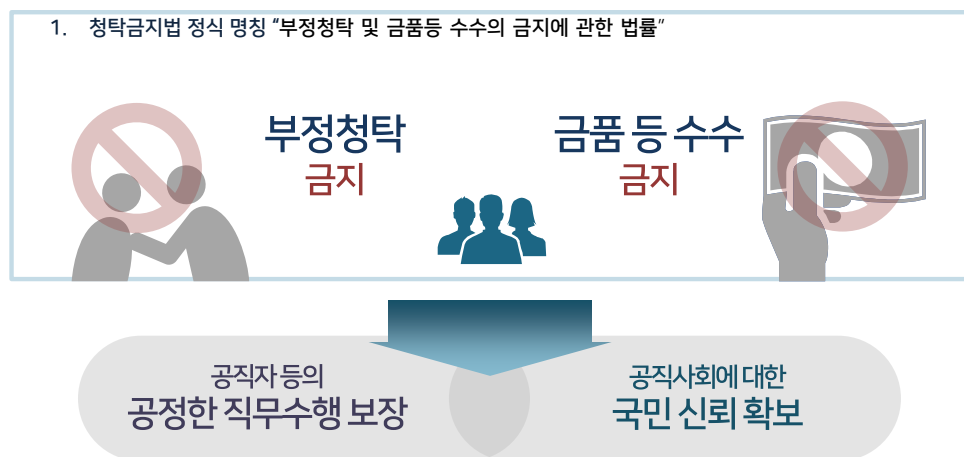 1. 청탁금지법 정식 명칭 “부정청탁 및 금품등 수수의 금지에 관한 법률”
부정청탁
금지
금품 등 수수
금지
공직자 등의
공정한 직무수행 보장
공직사회에 대한
국민 신뢰 확보